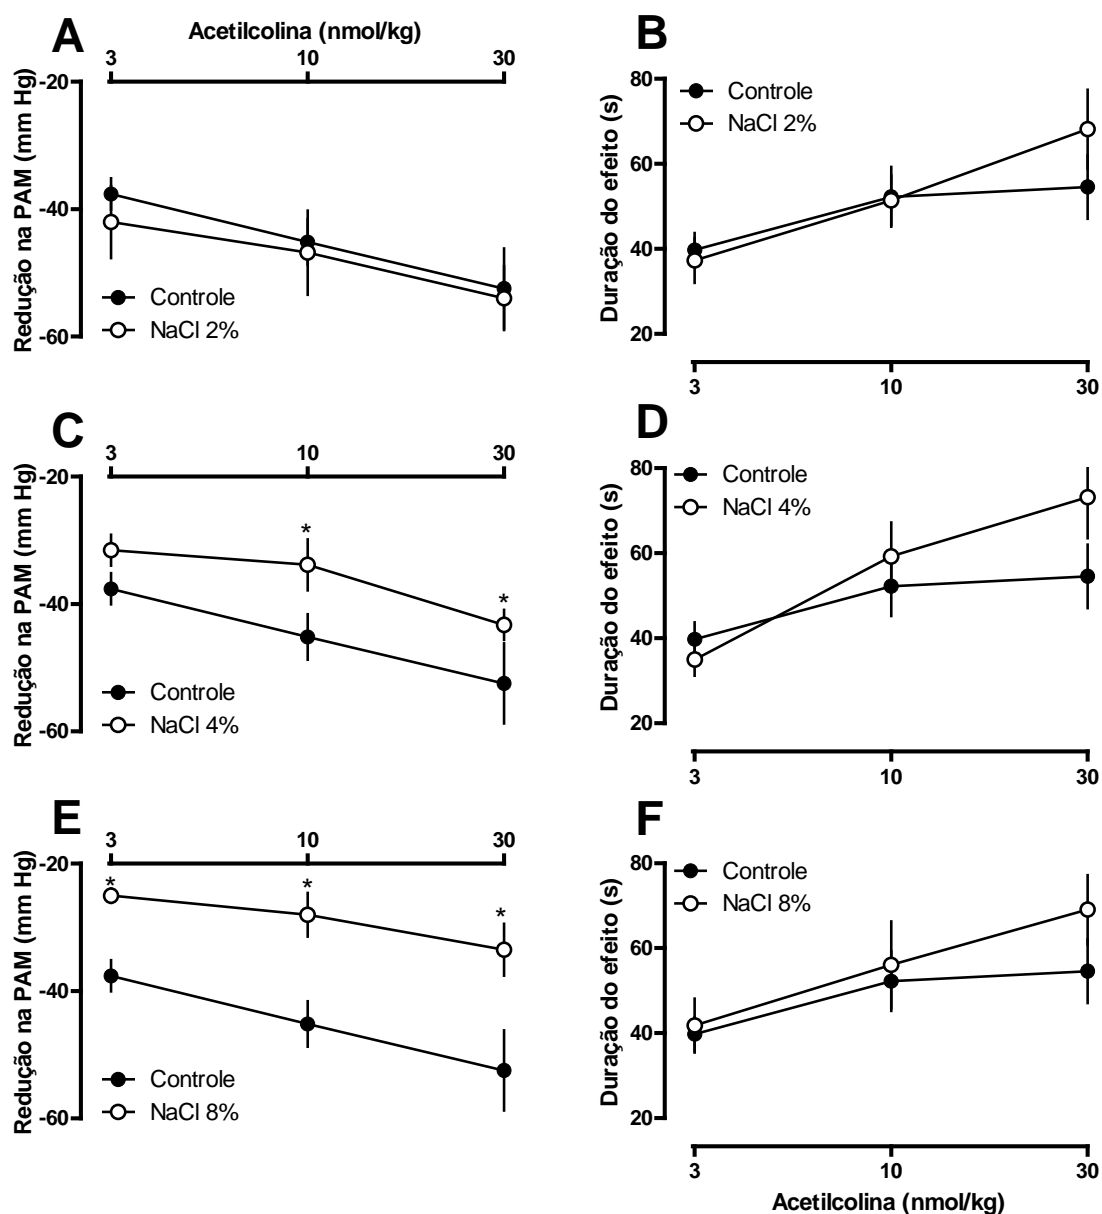 A
Acetilcolina (nmol/kg)
3 10 30
-20
-40
-60
Redução na PAM (mm Hg)
Controle
NaCl 2%
B
80
60
40
20
Duração do efeito (s)
Controle
NaCl 2%
3 10 30
C
3 10 30
-20
-40
-60
Redução na PAM (mm Hg)
*
*
Controle
NaCl 4%
D
80
60
40
20
Duração do efeito (s)
Controle
NaCl 4%
3 10 30
E
3 10 30
-20
-40
-60
Redução na PAM (mm Hg)
* * *
Controle
NaCl 8%
F
80
60
40
20
Duração do efeito (s)
Controle
NaCl 8%
3 10 30
Acetilcolina (nmol/kg)